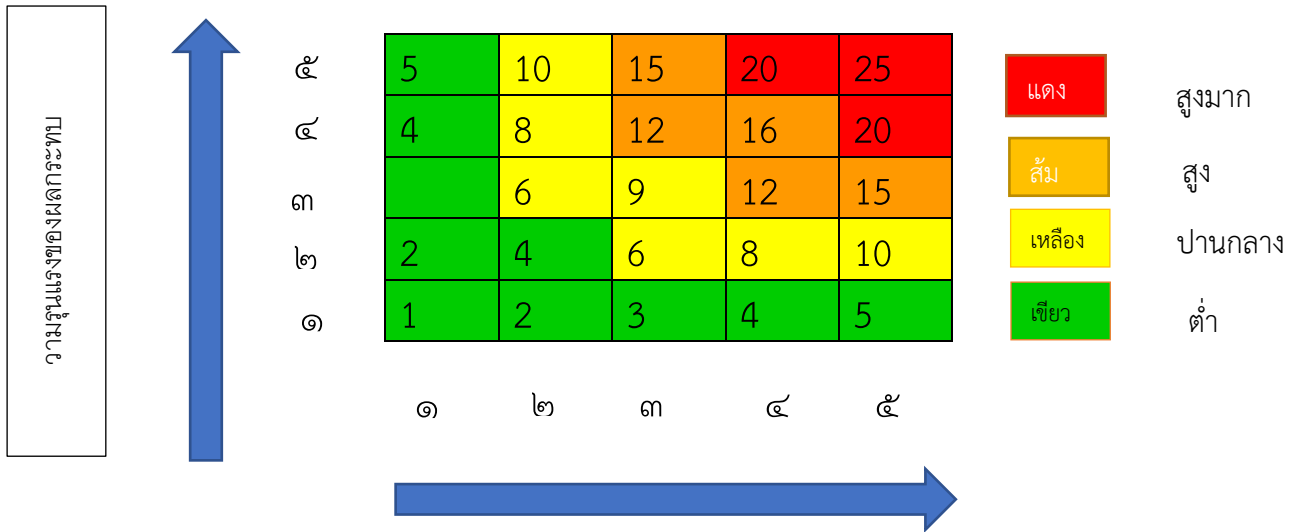 วามรุนแรงของผลกระทบ
๕ 5 10 15 20 25
๔ 4 8 12 16 20
๓ 6 9 12 15
๒ 2 4 6 8 10
๑ 1 2 3 4 5
๑ ๒ ๓ ๔ ๕
แดง สูงมาก
ส้ม สูง
เหลือง ปานกลาง
เขียว ต่ำ